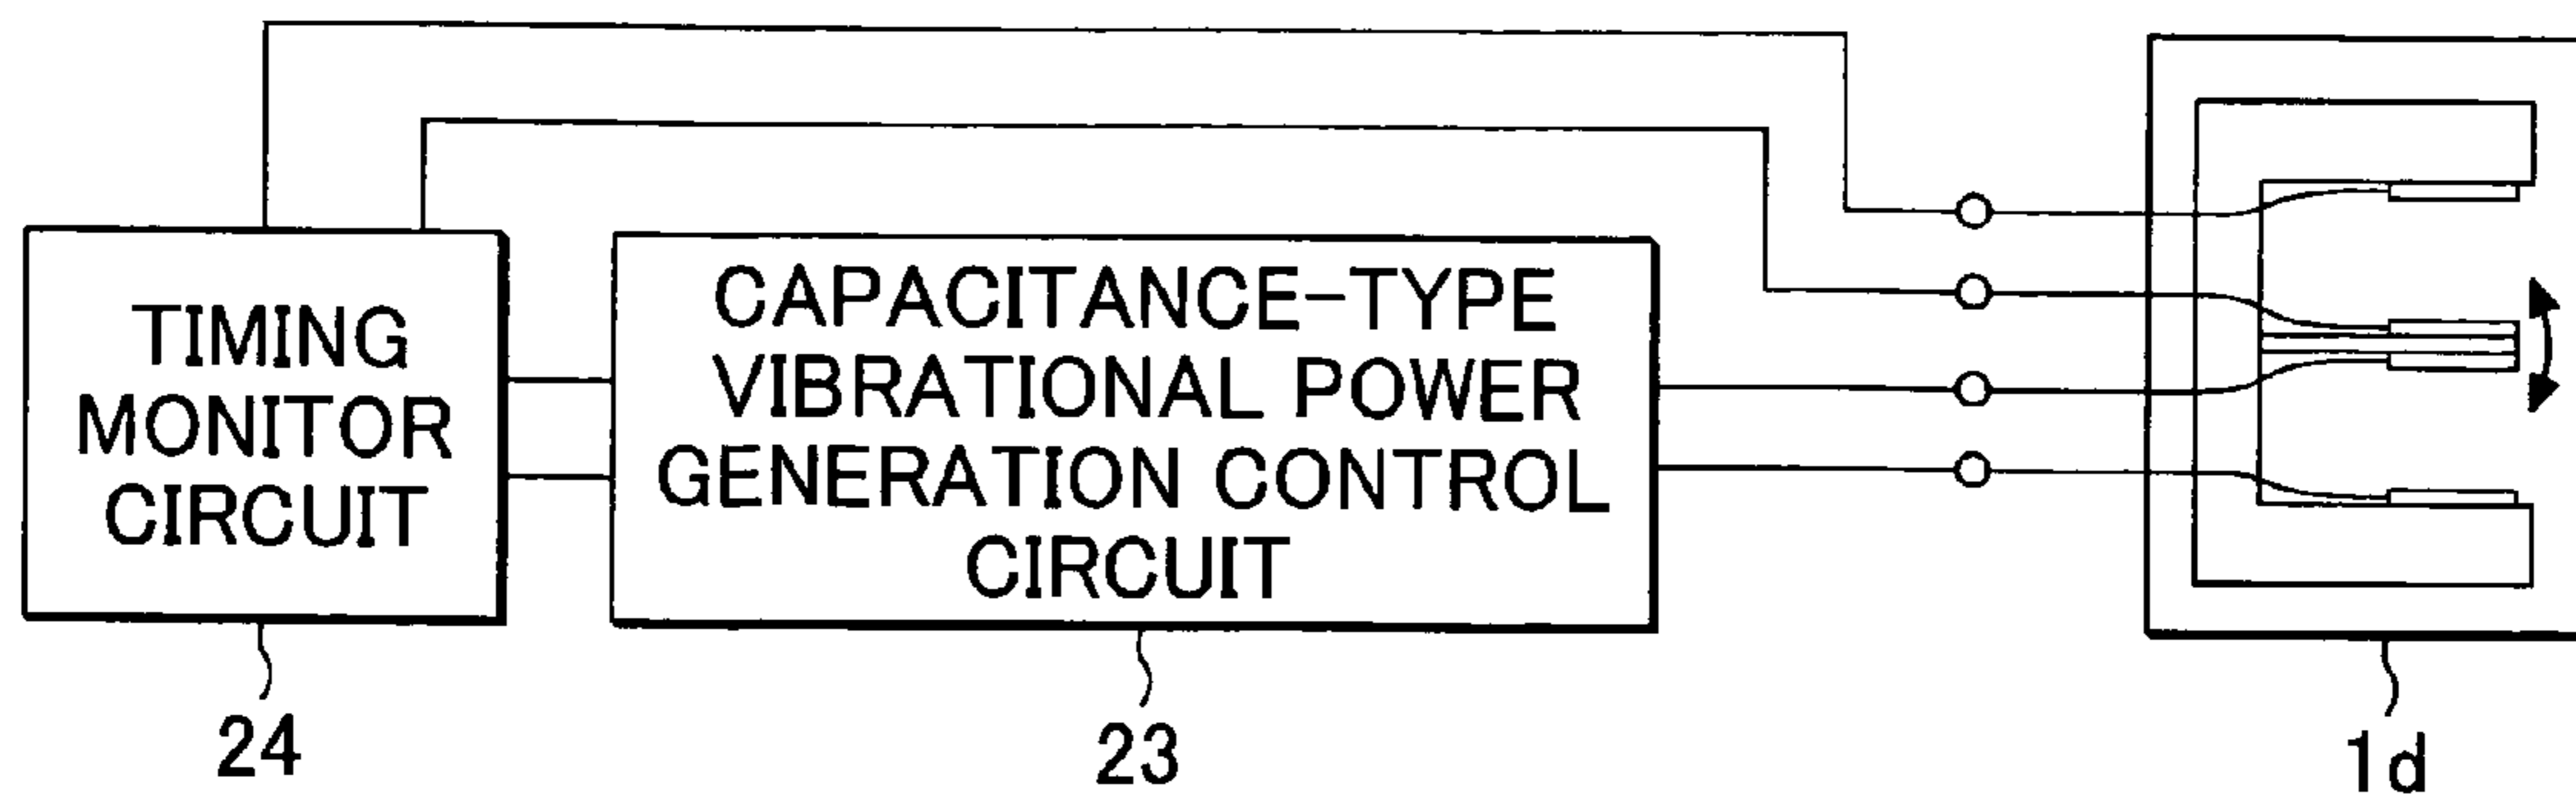 TIMING
MONITOR
CIRCUIT
CAPACITANCE-TYPE
VIBRATIONAL POWER
GENERATION CONTROL
CIRCUIT
24
23
1d